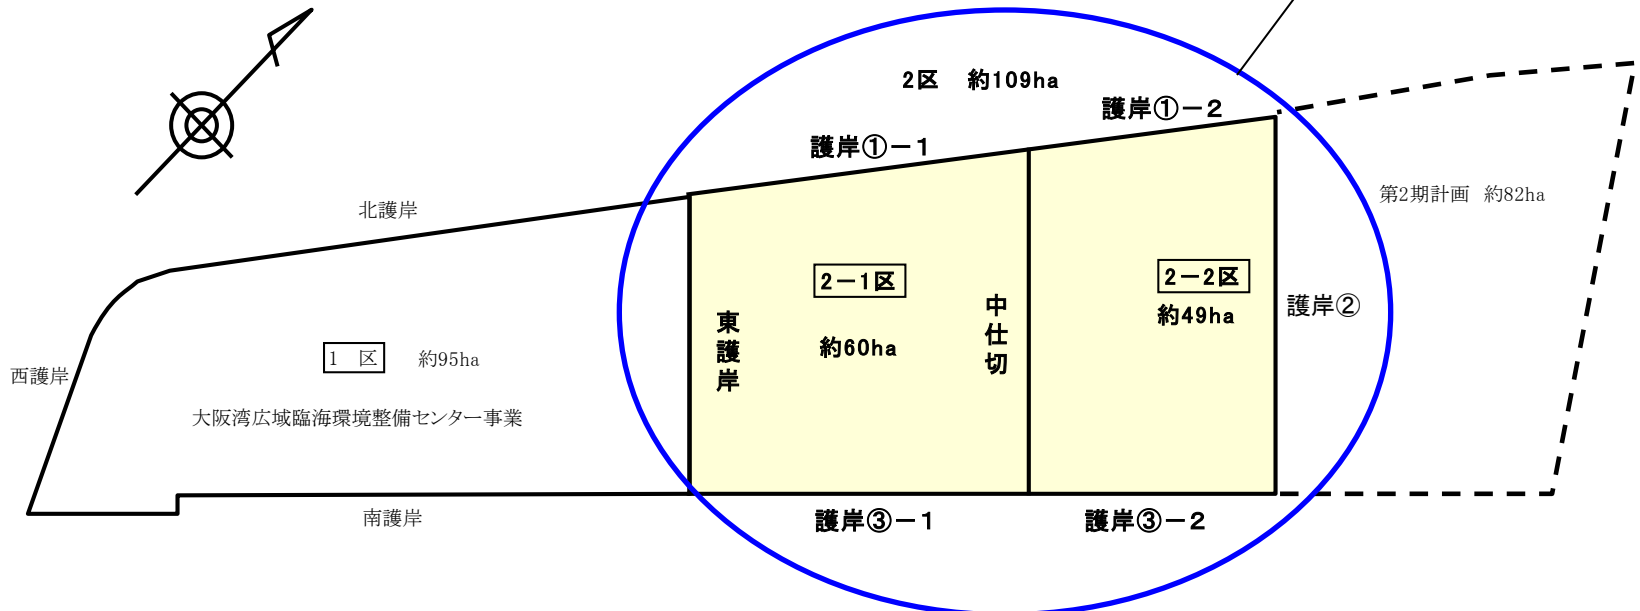 2区　約109ha
護岸①－2
護岸①－1
第2期計画　約82ha
北護岸
2－1区
2－2区
護岸②
約49ha
東護岸
中仕切
約60ha
1　区　約95ha
西護岸
大阪湾広域臨海環境整備センター事業
南護岸
護岸③－1
護岸③－2